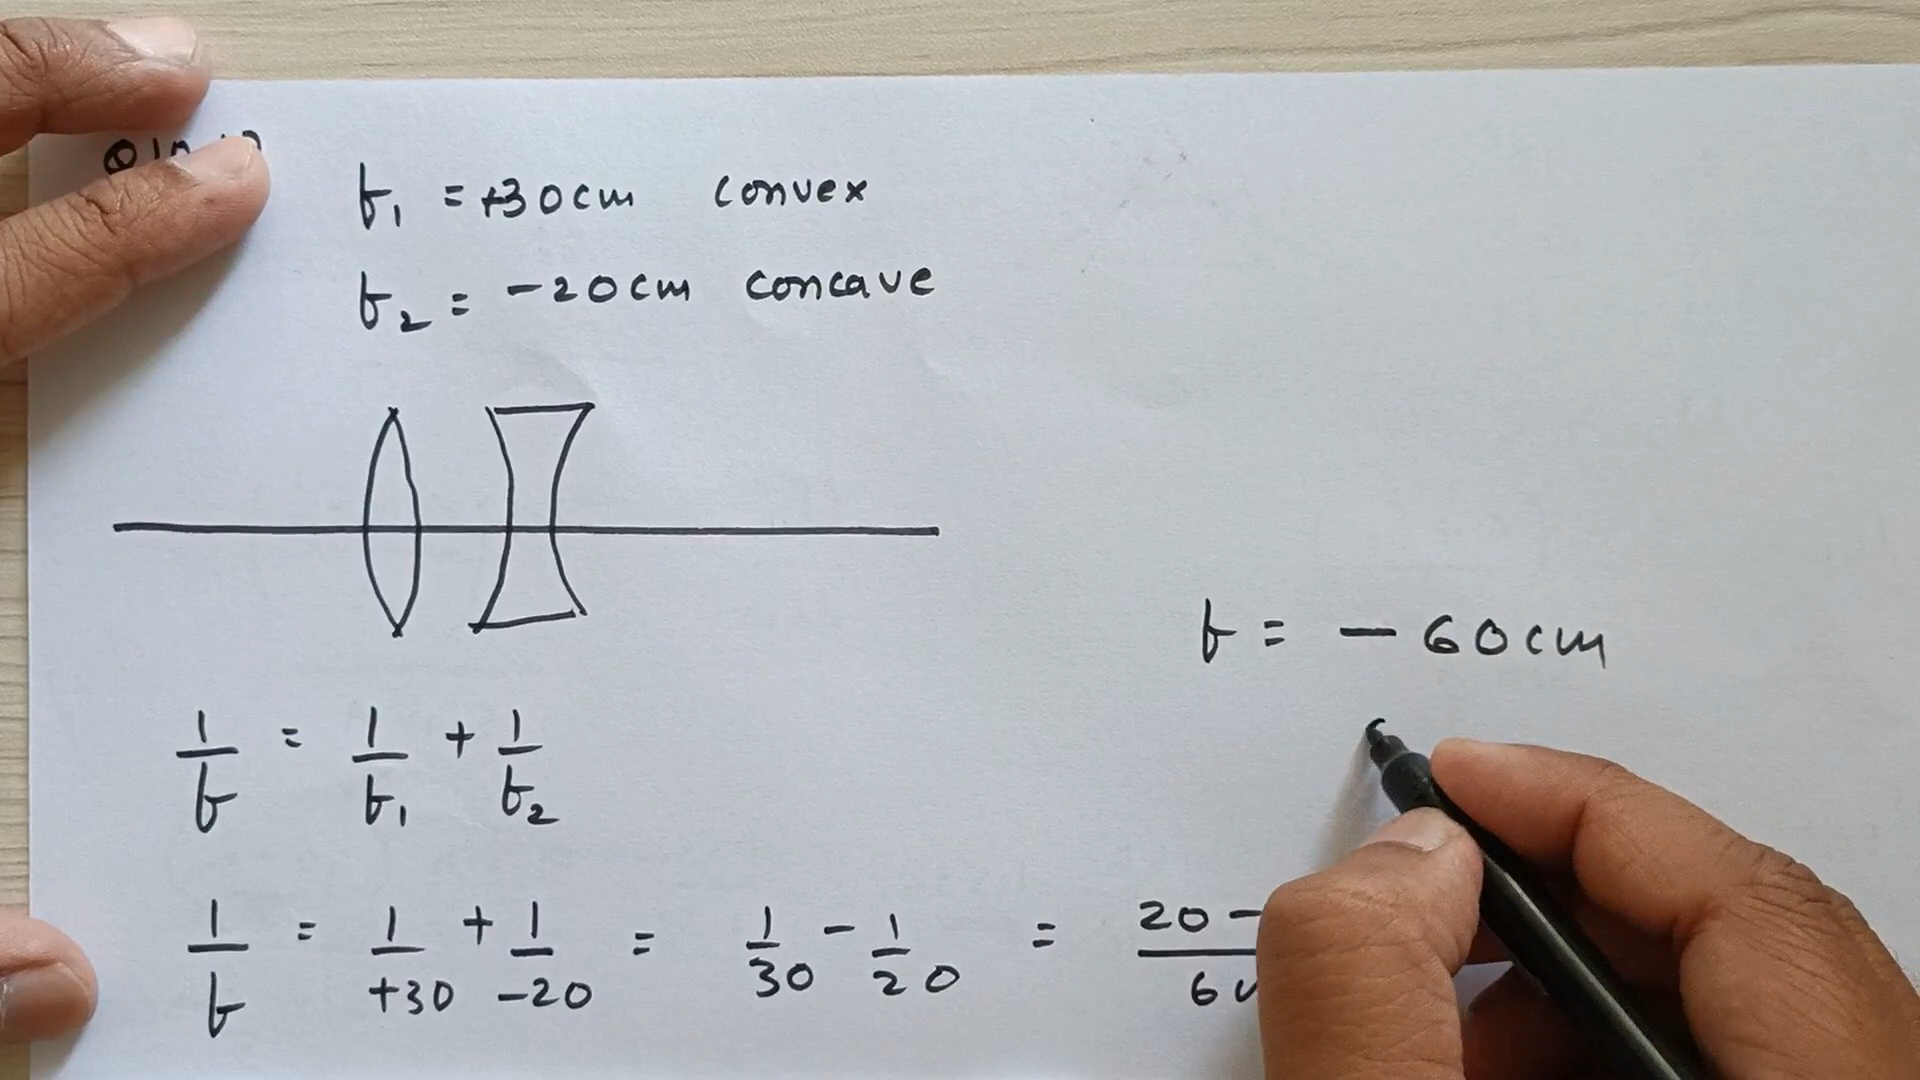 f₁ = +30cm convex
f₂ = -20cm concave
f = - 60cm
1/f = 1/f₁ + 1/f₂
1/f = 1/+30 + 1/-20 = 1/30 - 1/20 = 20 -